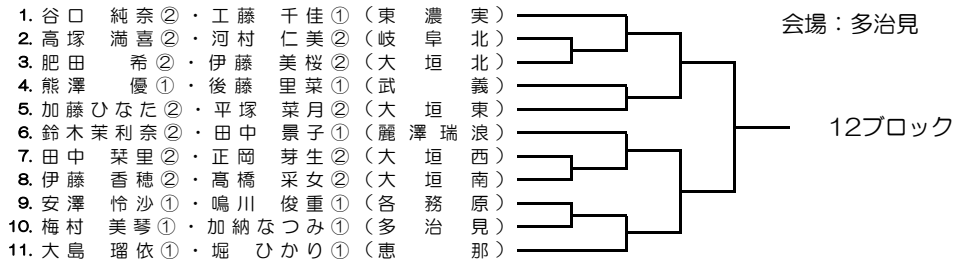 1. 谷口 純奈②・工藤 千佳①(東濃実)
会場：多治見
2. 高塚 満喜②・河村 仁美②(岐阜北)
3. 肥田 希②・伊藤 美桜②(大垣北)
4. 熊澤 優①・後藤 里菜①(武義)
5. 加藤ひなた②・平塚 菜月②(大垣東)
12ブロック
6. 鈴木茉利奈②・田中 景子①(麗澤瑞浪)
7. 田中 栞里②・正岡 芽生②(大垣西)
8. 伊藤 香穂②・髙橋 采女②(大垣南)
9. 安澤 怜沙①・鳴川 俊重①(各務原)
10. 梅村 美琴①・加納なつみ①(多治見)
11. 大島 瑠依①・堀 ひかり①(恵那)